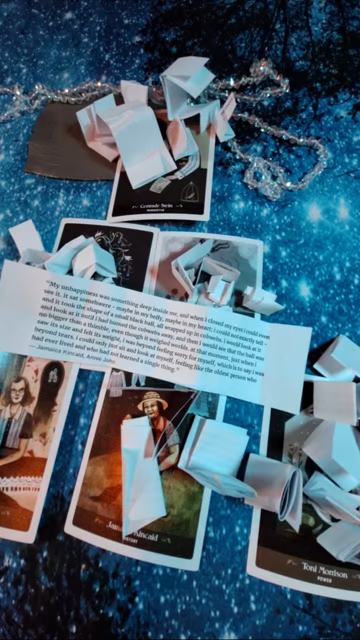 Gertrude Stein
"My unhappiness was something deep inside me, and when I closed my eyes I could even
see it. it sat somewhere - maybe in my belly, maybe in my heart; i could not exactly tell -
and it took the shape of a small black ball, all wrapped up in cobwebs. i would look at it
and look at it until i had burned the cobwebs away, and then i would see that the ball was
no bigger than a thimble, even though it weighed worlds. at that moment, just when i
saw its size and felt its weight, i was beyond feeling sorry for myself, which is to say i was
beyond tears. i could only just sit and look at myself, feeling like the oldest person who
had ever lived and who had not learned a single thing."
- Jamaica Kincaid, Annie John
Kincaid
Toni Morrison
POWER